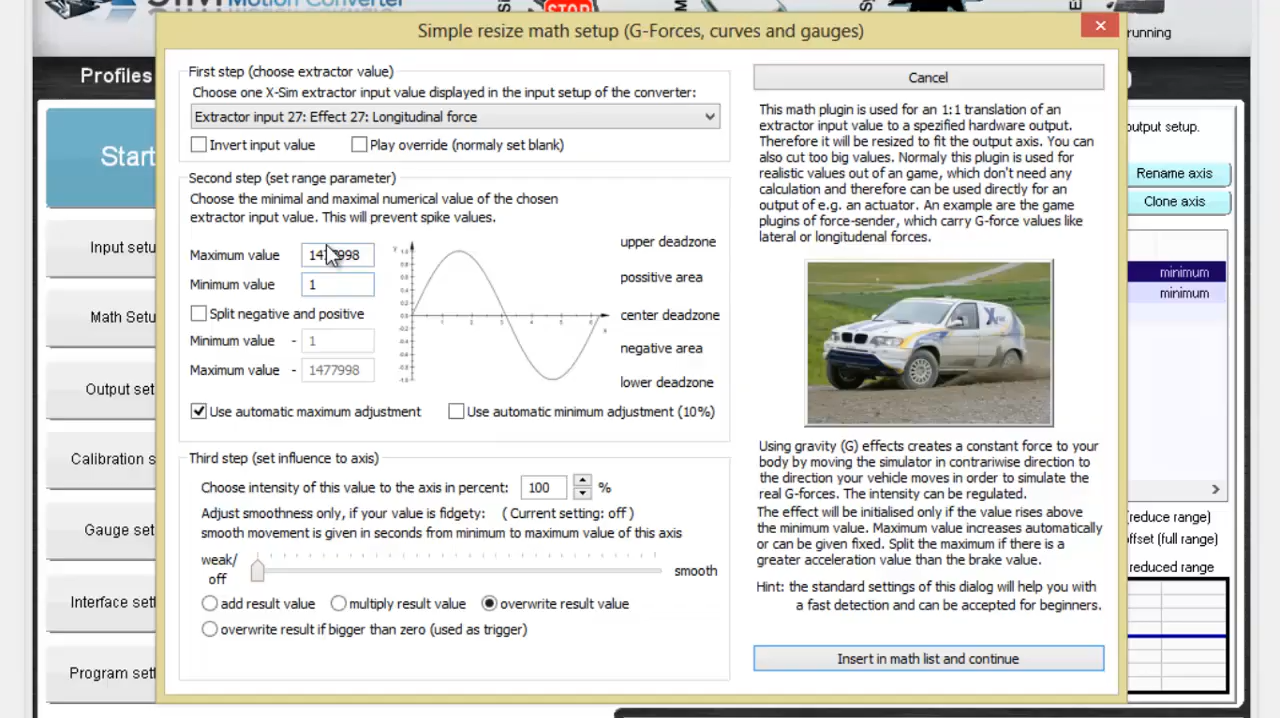 Motion Converter
STOP
running
Simple resize math setup (G-Forces, curves and gauges)
Profiles
First step (choose extractor value)
Choose one X-Sim extractor input value displayed in the input setup of the converter:
Extractor input 27: Effect 27: Longitudinal force
Invert input value
Play override (normaly set blank)
Second step (set range parameter)
Choose the minimal and maximal numerical value of the chosen
extractor input value. This will prevent spike values.
Maximum value
Minimum value 1
Split negative and positive
Minimum value - 1
Maximum value - 1477998
upper deadzone
possitive area
center deadzone
negative area
lower deadzone
Use automatic maximum adjustment
Use automatic minimum adjustment (10%)
Third step (set influence to axis)
Choose intensity of this value to the axis in percent: 100 %
Adjust smoothness only, if your value is fidgety: ( Current setting: off )
smooth movement is given in seconds from minimum to maximum value of this axis
weak/
off
smooth
add result value
multiply result value
overwrite result value
overwrite result if bigger than zero (used as trigger)
Cancel
This math plugin is used for an 1:1 translation of an
extractor input value to a spezified hardware output.
Therefore it will be resized to fit the output axis. You can
also cut too big values. Normaly this plugin is used for
realistic values out of an game, which don't need any
calculation and therefore can be used directly for an
output of e.g. an actuator. An example are the game
plugins of force-sender, which carry G-force values like
lateral or longitudenal forces.
Using gravity (G) effects creates a constant force to your
body by moving the simulator in contrariwise direction to
the direction your vehicle moves in order to simulate the
real G-forces. The intensity can be regulated.
The effect will be initialised only if the value rises above
the minimum value. Maximum value increases automatically
or can be given fixed. Split the maximum if there is a
greater acceleration value than the brake value.
Hint: the standard settings of this dialog will help you with
a fast detection and can be accepted for beginners.
Insert in math list and continue
Start
Input setu
Math Setu
Output set
Calibration s
Gauge set
Interface sett
Program sett
output setup.
Rename axis
Clone axis
minimum
minimum
(reduce range)
ffset (full range)
reduced range